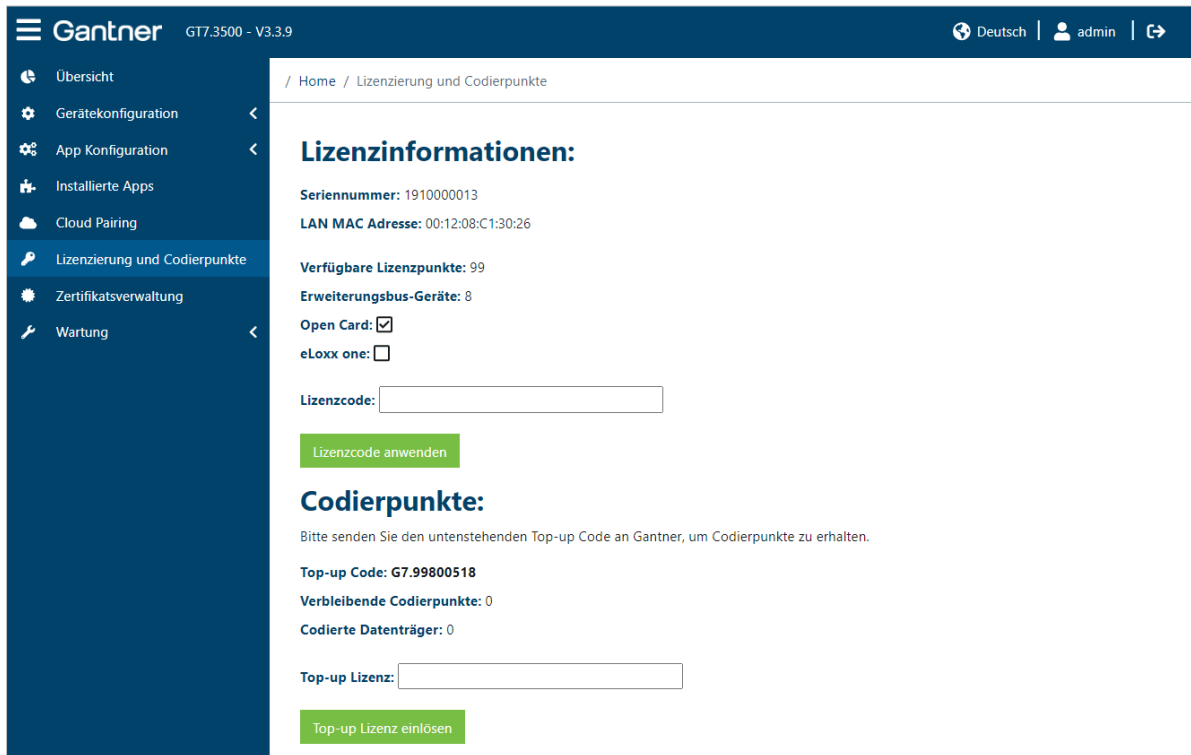 Gantner GT7.3500 - V3.3.9
Deutsch | admin |
Übersicht
Gerätekonfiguration
App Konfiguration
Installierte Apps
Cloud Pairing
Lizenzierung und Codierpunkte
Zertifikatsverwaltung
Wartung
/ Home / Lizenzierung und Codierpunkte
Lizenzinformationen:
Seriennummer: 1910000013
LAN MAC Adresse: 00:12:08:C1:30:26
Verfügbare Lizenzpunkte: 99
Erweiterungsbus-Geräte: 8
Open Card:
eLoxx one:
Lizenzcode:
Lizenzcode anwenden
Codierpunkte:
Bitte senden Sie den untenstehenden Top-up Code an Gantner, um Codierpunkte zu erhalten.
Top-up Code: G7.99800518
Verbleibende Codierpunkte: 0
Codierte Datenträger: 0
Top-up Lizenz:
Top-up Lizenz einlösen